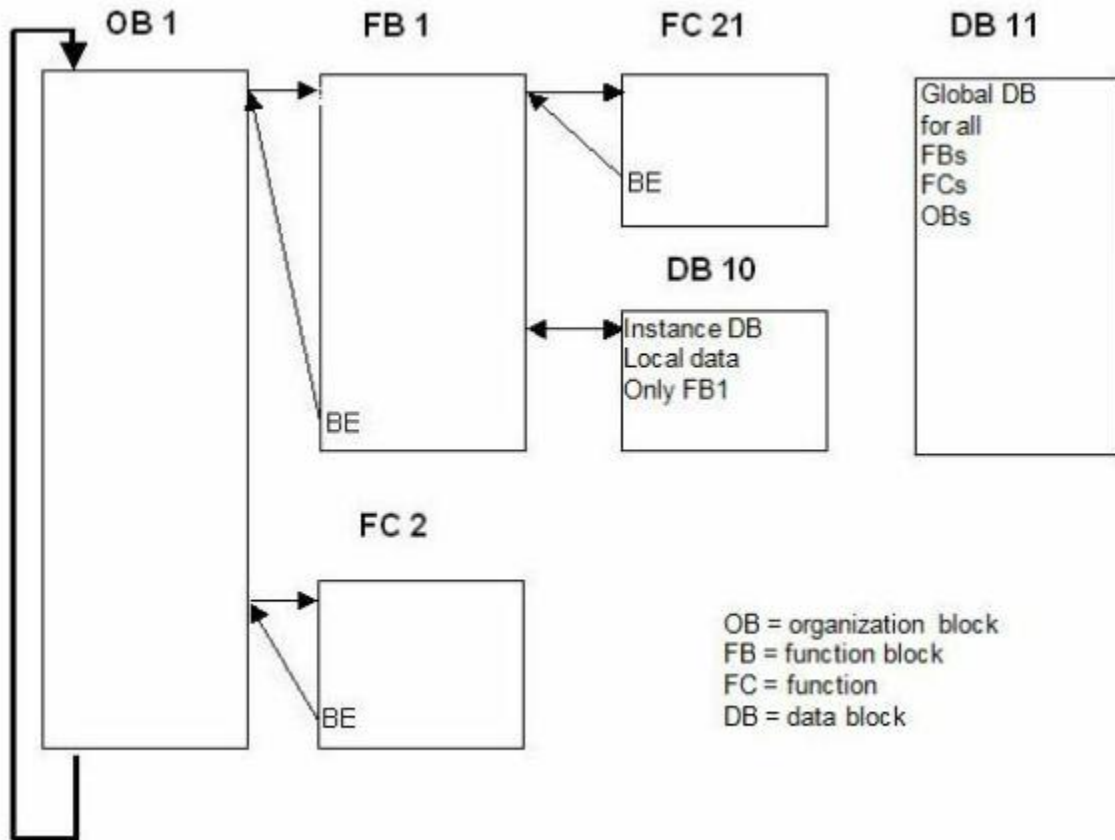 OB 1
FB 1
FC 21
DB 11
Global DB
for all
FBs
FCs
OBs
BE
DB 10
Instance DB
Local data
Only FB1
BE
FC 2
BE
OB = organization block
FB = function block
FC = function
DB = data block